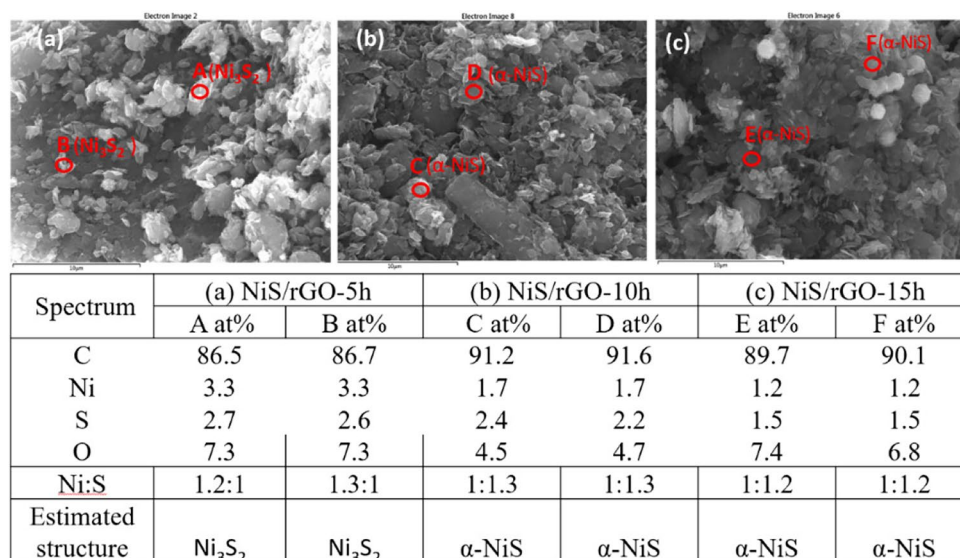 Electron Image 2
Electron Image 8
Electron Image 6
(a)
A(Ni₃S₂)
B(Ni₃S₂)
10μm
(b)
D(α-NiS)
C(α-NiS)
20μm
(c)
F(α-NiS)
E(α-NiS)
10μm
Spectrum (a) NiS/rGO-5h (b) NiS/rGO-10h (c) NiS/rGO-15h
A at% B at% C at% D at% E at% F at%
C 86.5 86.7 91.2 91.6 89.7 90.1
Ni 3.3 3.3 1.7 1.7 1.2 1.2
S 2.7 2.6 2.4 2.2 1.5 1.5
O 7.3 7.3 4.5 4.7 7.4 6.8
Ni:S 1.2:1 1.3:1 1:1.3 1:1.3 1:1.2 1:1.2
Estimated
structure Ni₃S₂ Ni₃S₂ α-NiS α-NiS α-NiS α-NiS